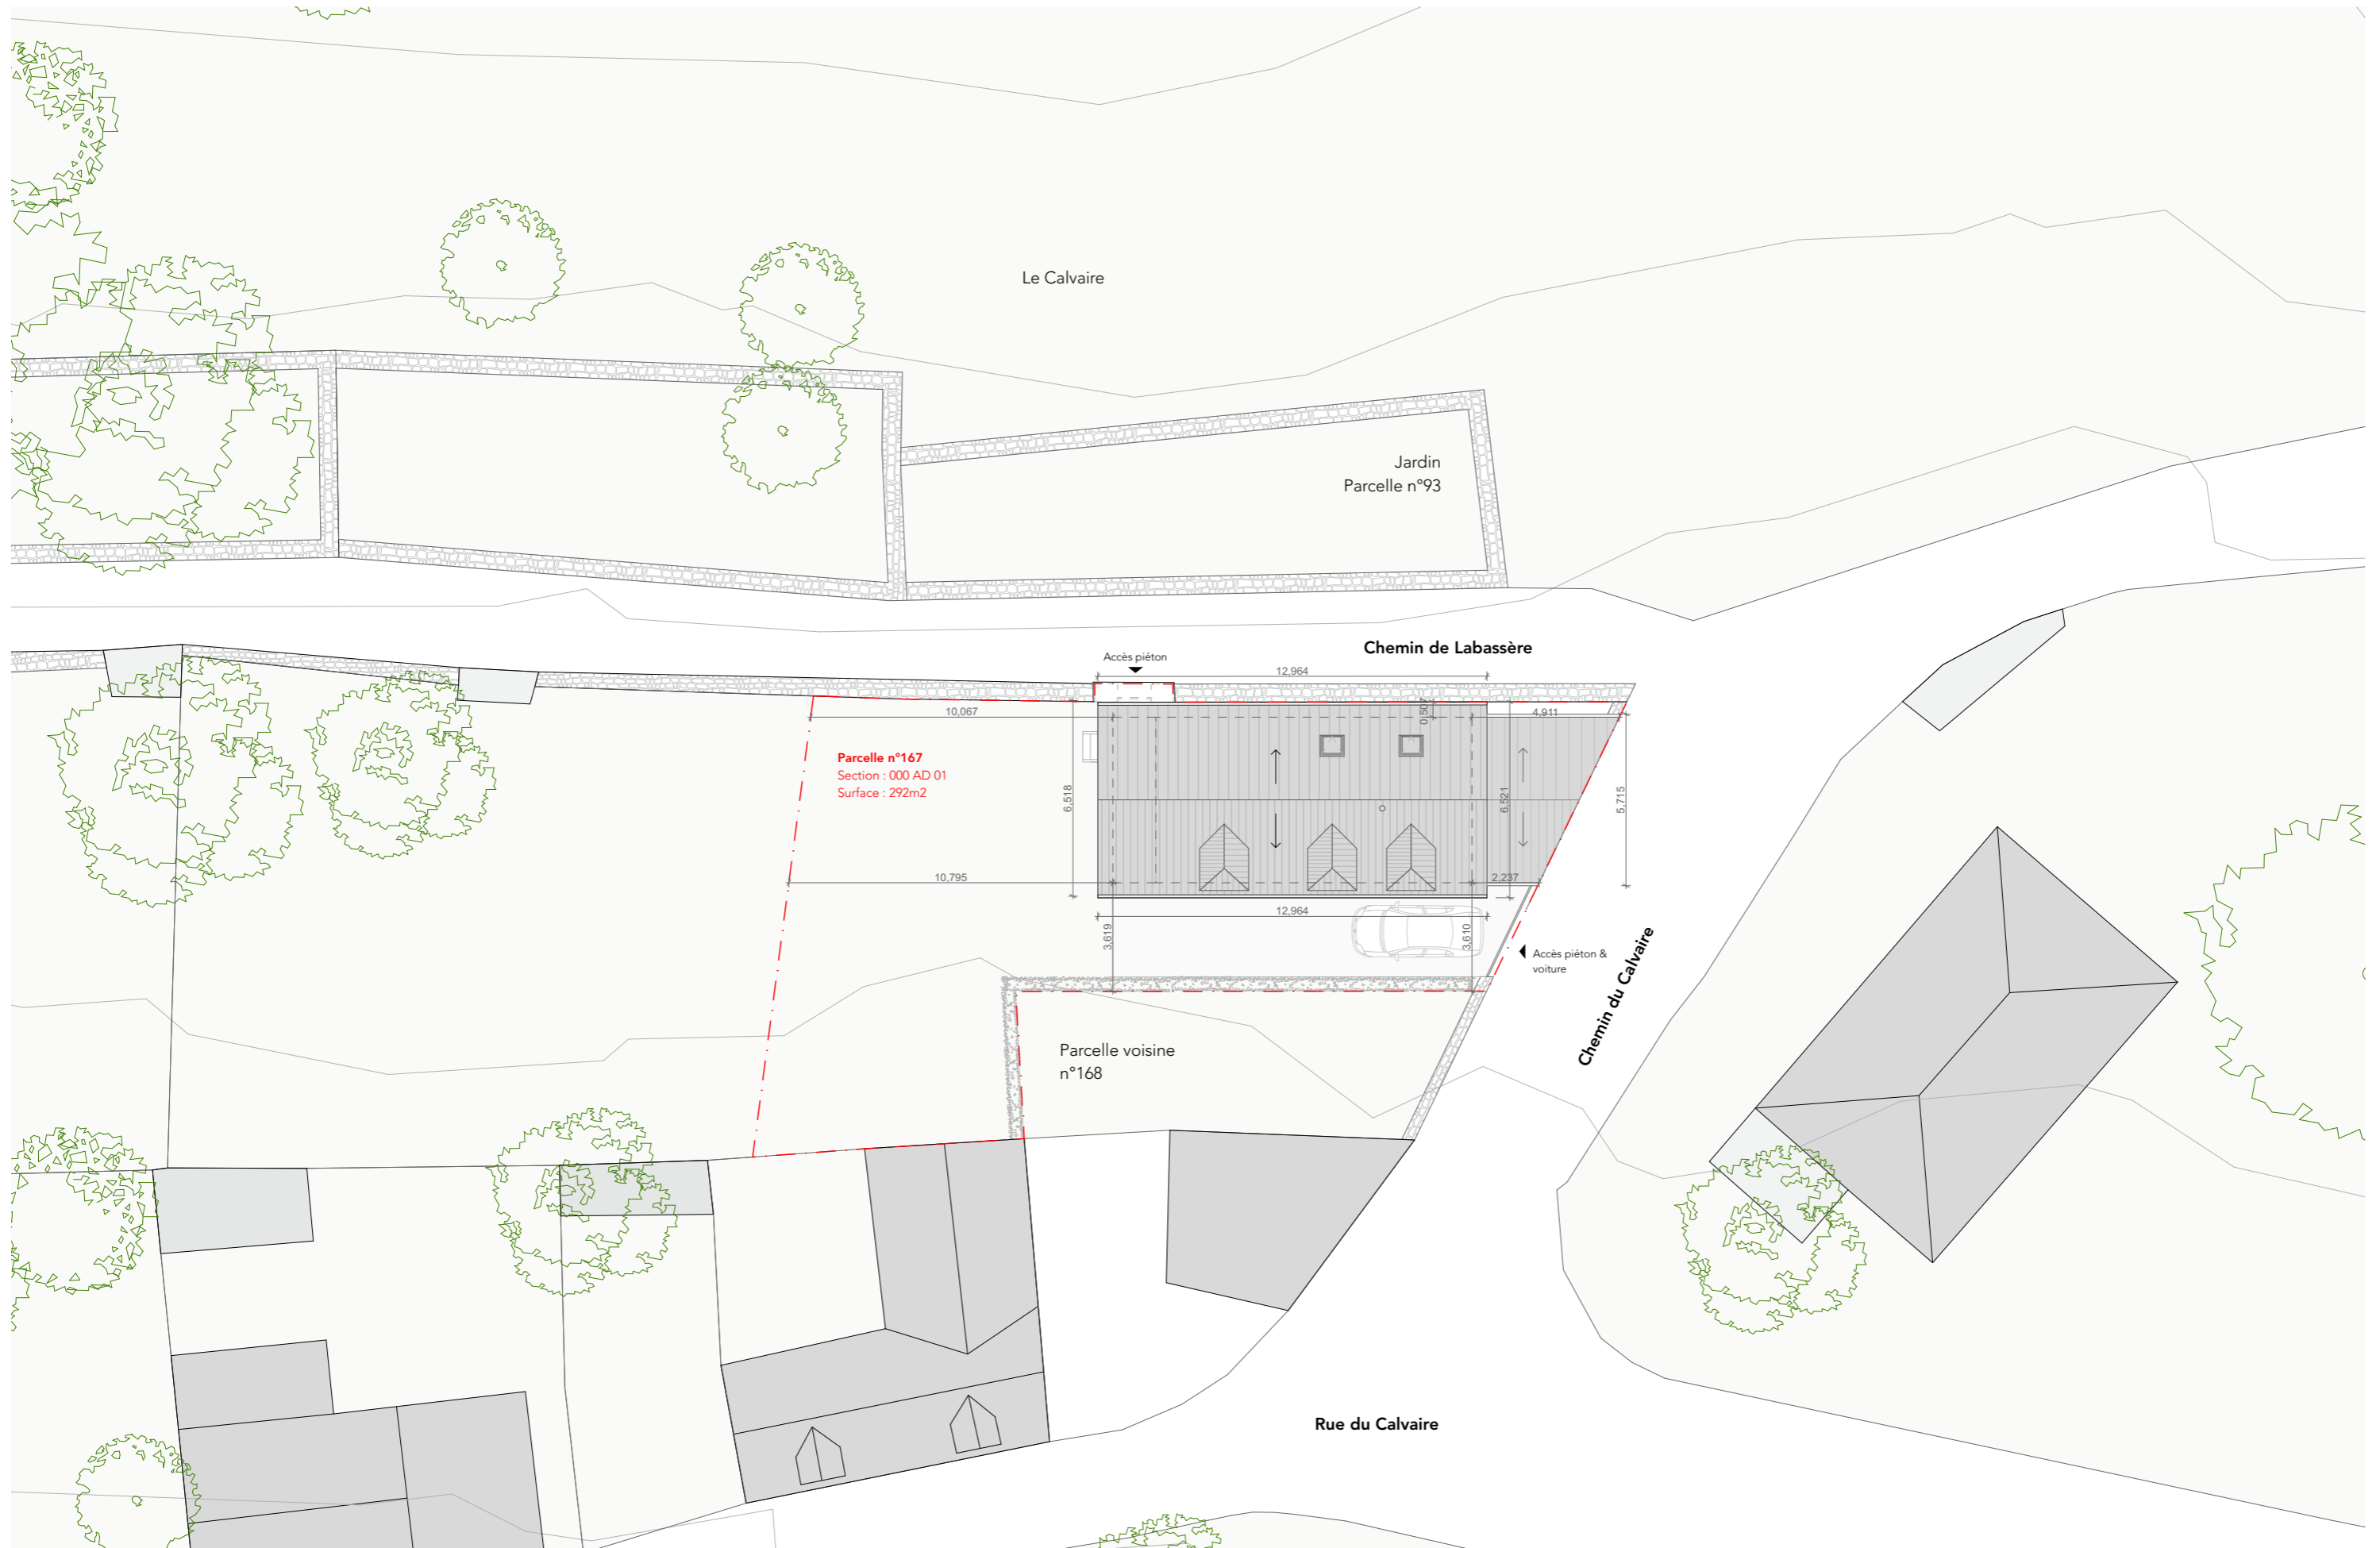 Le Calvaire
Jardin
Parcelle n°93
Chemin de Labassère
Accès piéton
12,964
10,067
0,507
4,911
Parcelle n°167
Section : 000 AD 01
Surface : 292m2
6,518
6,521
5,715
10,795
2,237
12,964
3,619
3,610
Accès piéton &
voiture
Chemin du Calvaire
Parcelle voisine
n°168
Rue du Calvaire